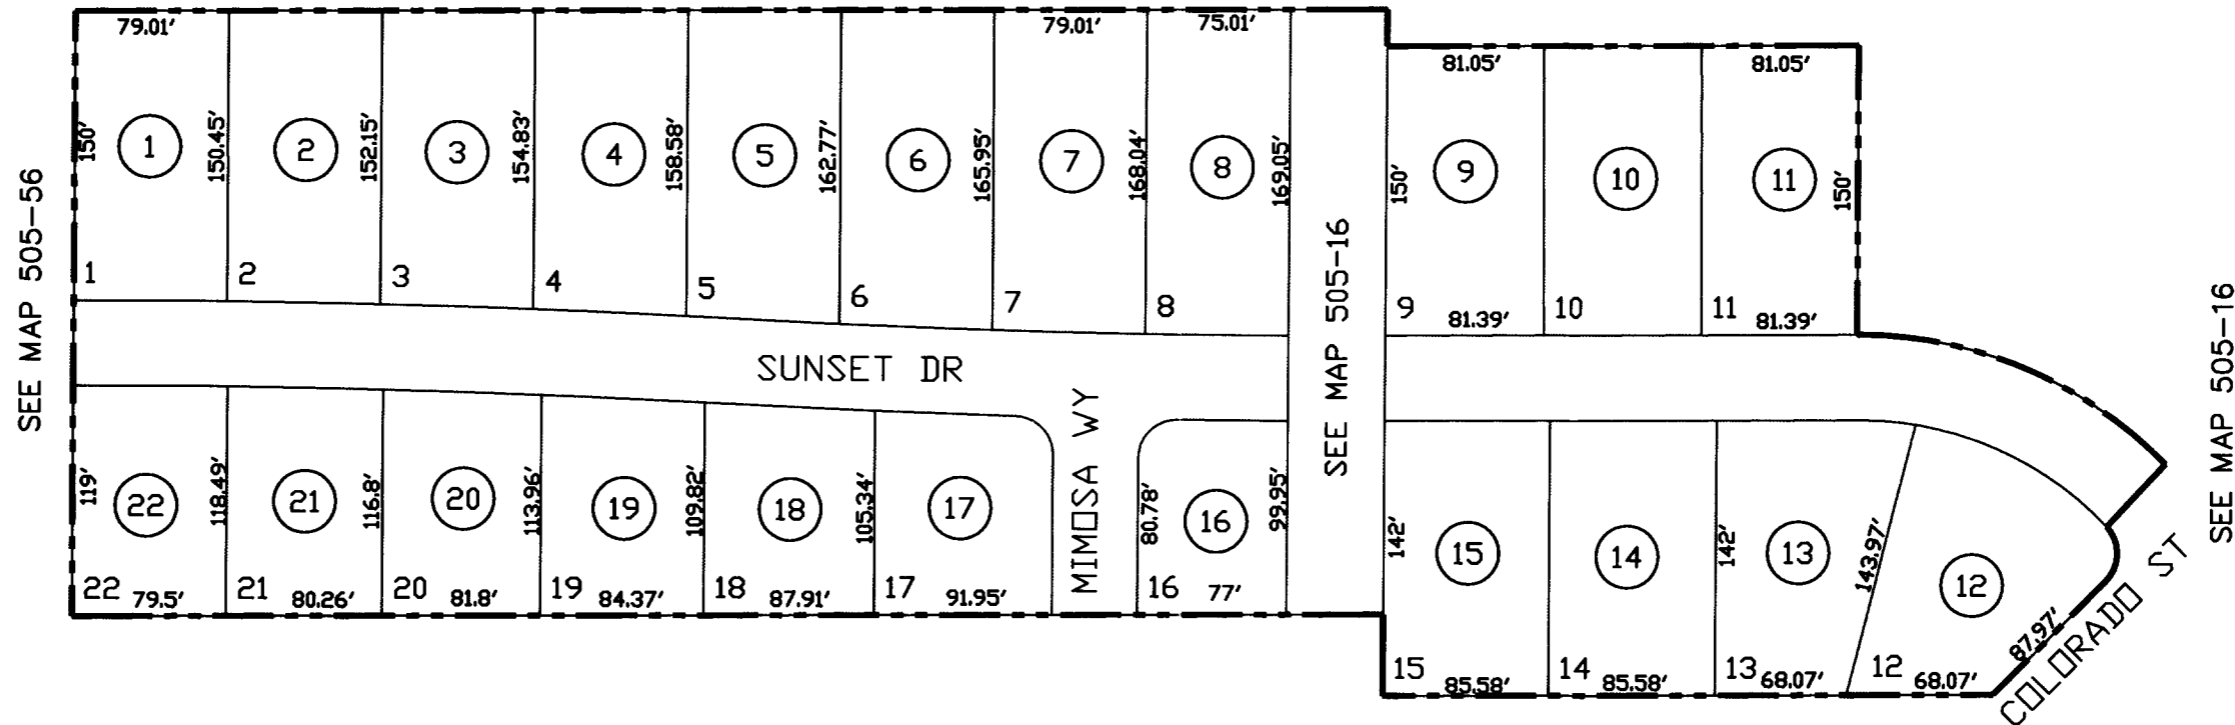 79.01' 79.01' 75.01'
81.05' 81.05'
150' 150.45' 152.15' 154.83' 158.58' 162.77' 165.95' 168.04' 169.05' 150' 150'
1 2 3 4 5 6 7 8 9 10 11
SEE MAP 505-56
1 2 3 4 5 6 7 8 9 10 11
81.39' 81.39'
SEE MAP 505-16
SEE MAP 505-16
SUNSET DR
MIMOSA WY
119' 118.49' 116.8' 113.96' 109.82' 105.34' 80.78' 99.95' 142' 142' 143.97'
22 21 20 19 18 17 16 15 14 13 12
22 79.5' 21 80.26' 20 81.8' 19 84.37' 18 87.91' 17 91.95' 16 77'
15 85.58' 14 85.58' 13 68.07' 12 68.07'
87.97'
COLORADO ST